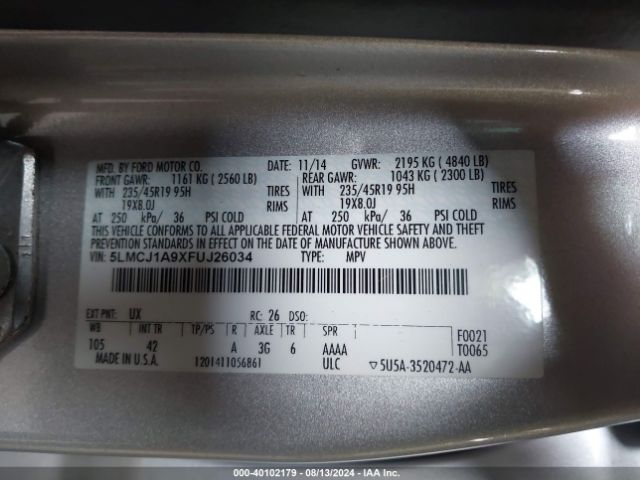 MFD. BY FORD MOTOR CO. DATE: 11/14 GVWR: 2195 KG ( 4840 LB)
FRONT GAWR: 1161 KG ( 2560 LB) REAR GAWR: 1043 KG ( 2300 LB)
WITH 235/45R19 95H TIRES WITH 235/45R19 95H TIRES
19X8.0J RIMS 19X8.0J RIMS
AT 250 kPa/ 36 PSI COLD AT 250 kPa/ 36 PSI COLD
THIS VEHICLE CONFORMS TO ALL APPLICABLE FEDERAL MOTOR VEHICLE SAFETY AND THEFT
PREVENTION STANDARDS IN EFFECT ON THE DATE OF MANUFACTURE SHOWN ABOVE.
VIN: 5LMCJ1A9XFUJ26034 TYPE: MPV
EXT PNT: UX RC: 26 DSO:
WB INT TR TP/PS R AXLE TR SPR F0021
105 42 A 3G 6 AAAA T0065
MADE IN U.S.A. 1201411056861 ULC ▽5U5A-3520472-AA
000-40102179 - 08/13/2024 - IAA Inc.